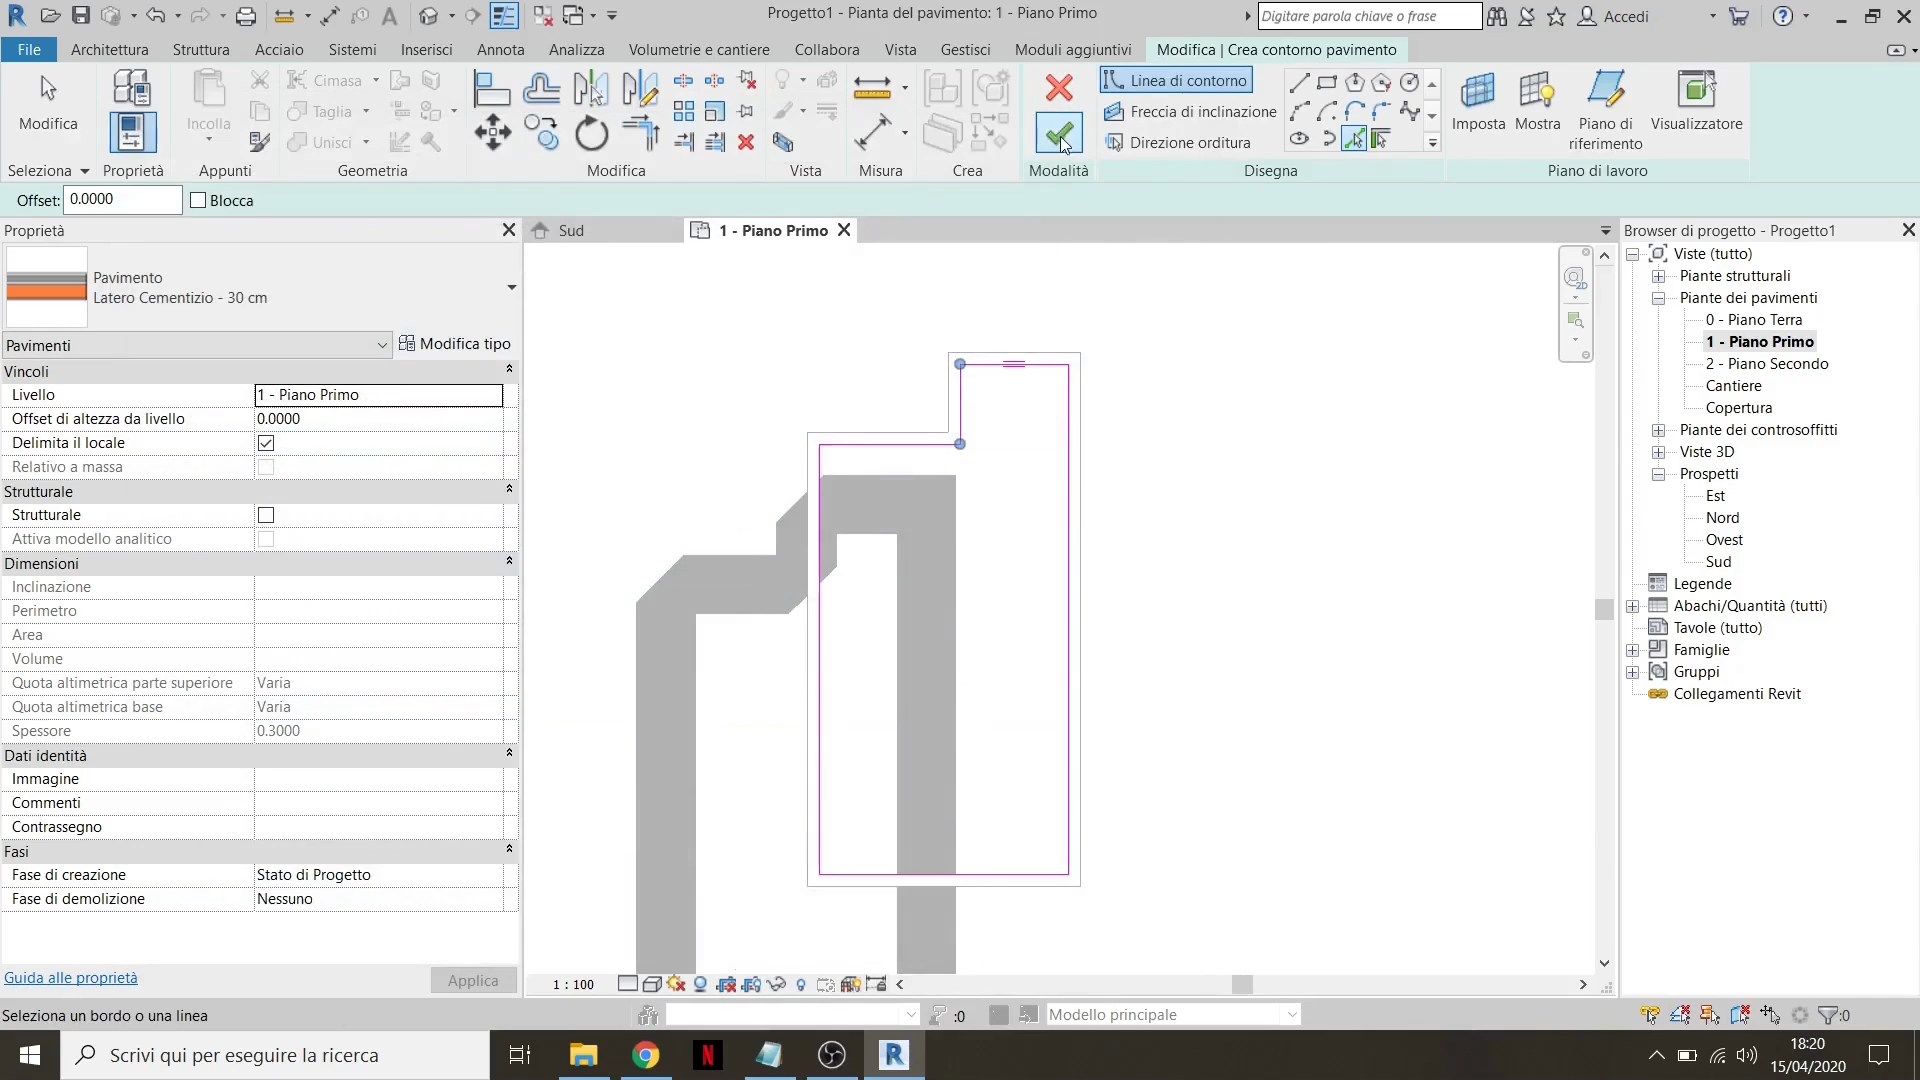 Progetto1 - Pianta del pavimento: 1 - Piano Primo
Digitare parola chiave o frase
Accedi
File
Architettura
Struttura
Acciaio
Sistemi
Inserisci
Annota
Analizza
Volumetrie e cantiere
Collabora
Vista
Gestisci
Moduli aggiuntivi
Modifica | Crea contorno pavimento
Modifica
Incolla
Cimasa
Taglia
Unisci
Linea di contorno
Freccia di inclinazione
Direzione orditura
Imposta
Mostra
Piano di
riferimento
Visualizzatore
Seleziona
Proprietà
Appunti
Geometria
Modifica
Vista
Misura
Crea
Modalità
Disegna
Piano di lavoro
Offset:
0.0000
Blocca
Proprietà
Pavimento
Latero Cementizio - 30 cm
Pavimenti
Modifica tipo
Vincoli
Livello
1 - Piano Primo
Offset di altezza da livello
0.0000
Delimita il locale
Relativo a massa
Strutturale
Strutturale
Attiva modello analitico
Dimensioni
Inclinazione
Perimetro
Area
Volume
Quota altimetrica parte superiore
Varia
Quota altimetrica base
Varia
Spessore
0.3000
Dati identità
Immagine
Commenti
Contrassegno
Fasi
Fase di creazione
Stato di Progetto
Fase di demolizione
Nessuno
Guida alle proprietà
Applica
Sud
1 - Piano Primo
2D
1 : 100
Browser di progetto - Progetto1
Viste (tutto)
Piante strutturali
Piante dei pavimenti
0 - Piano Terra
1 - Piano Primo
2 - Piano Secondo
Cantiere
Copertura
Piante dei controsoffitti
Viste 3D
Prospetti
Est
Nord
Ovest
Sud
Legende
Abachi/Quantità (tutti)
Tavole (tutto)
Famiglie
Gruppi
Collegamenti Revit
Seleziona un bordo o una linea
:0
Modello principale
:0
Scrivi qui per eseguire la ricerca
18:20
15/04/2020